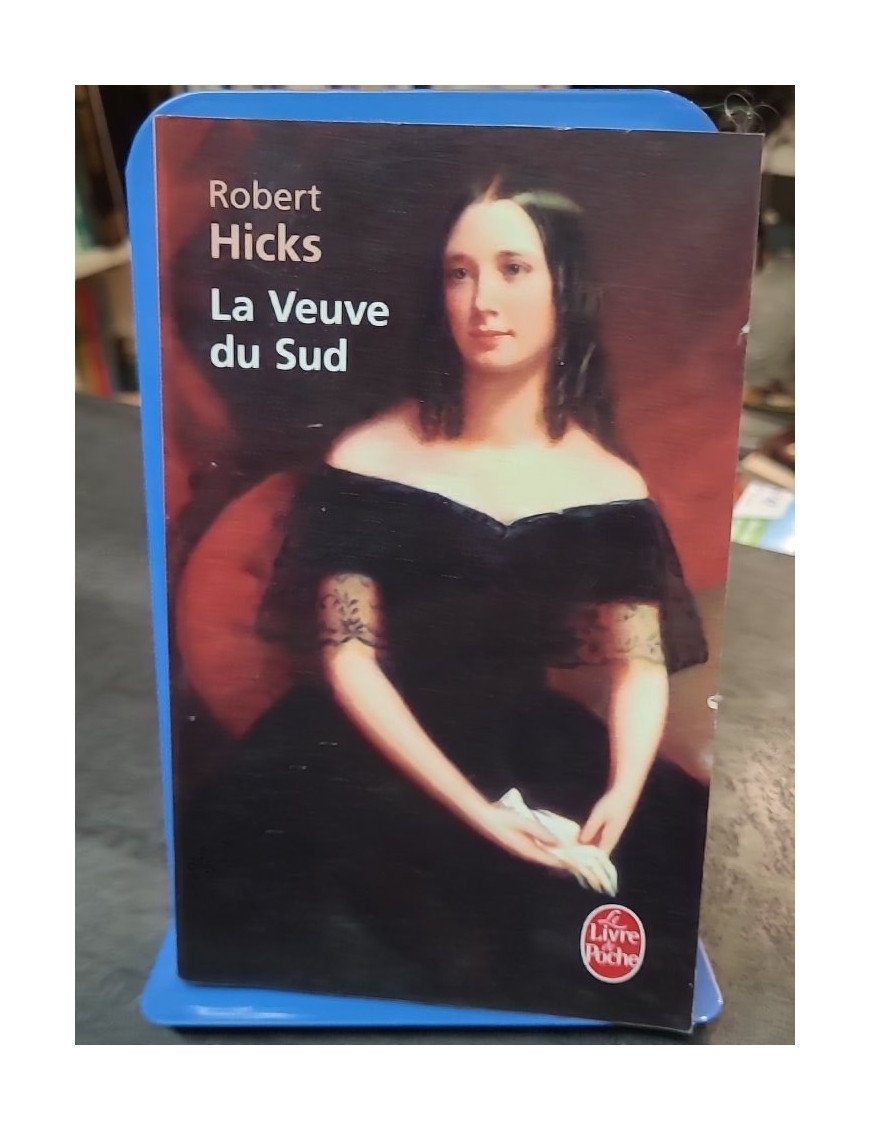 Robert
Hicks
La Veuve
du Sud
Le
Livre
de
Poche